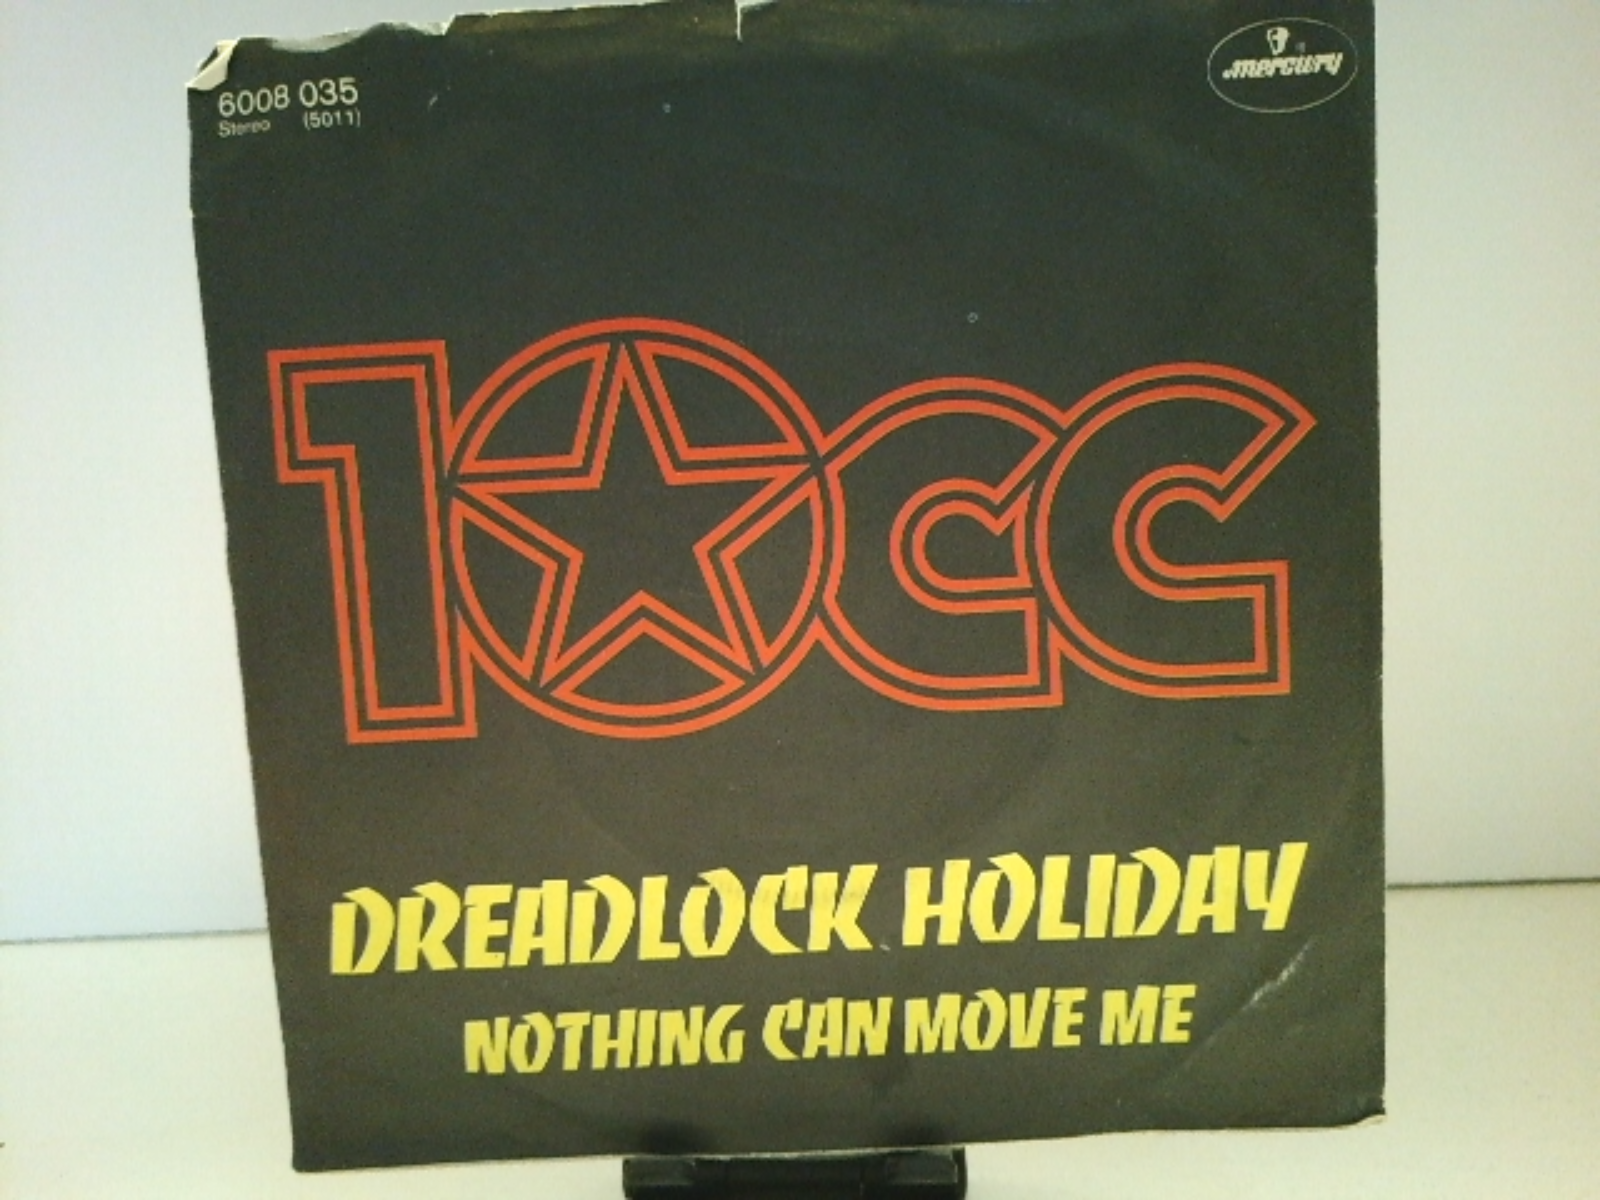 6008 035
Stereo (5011)
mercury
10cc
DREADLOCK HOLIDAY
NOTHING CAN MOVE ME